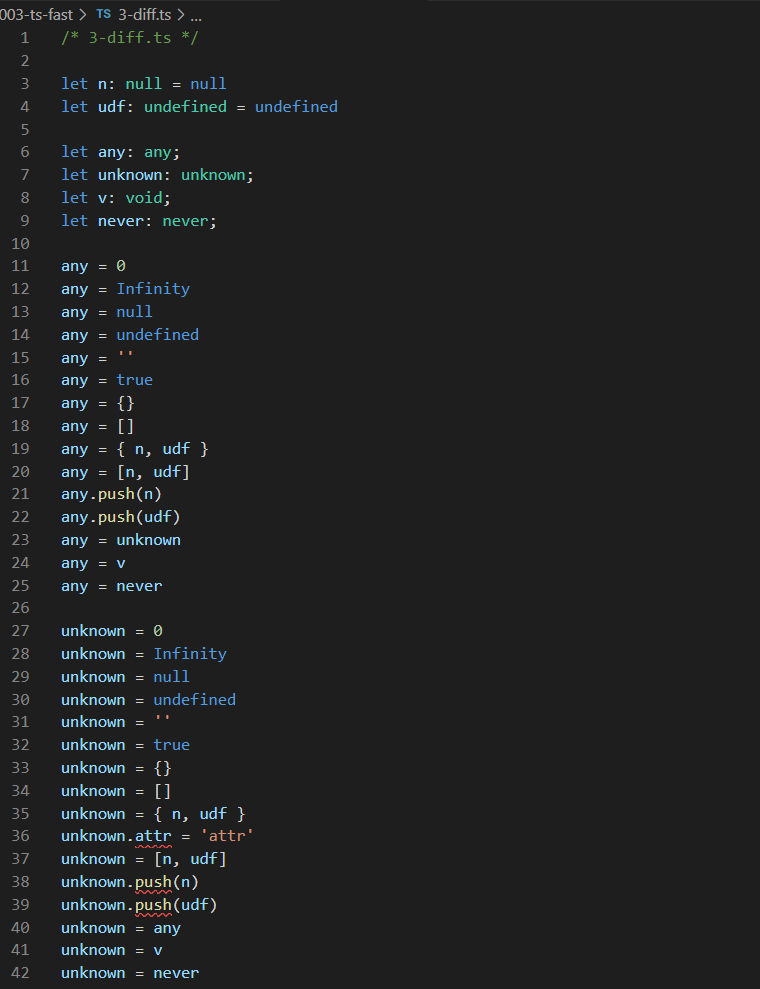 003-ts-fast > TS 3-diff.ts > ...
1 /* 3-diff.ts */
2
3 let n: null = null
4 let udf: undefined = undefined
5
6 let any: any;
7 let unknown: unknown;
8 let v: void;
9 let never: never;
10
11 any = 0
12 any = Infinity
13 any = null
14 any = undefined
15 any = ''
16 any = true
17 any = {}
18 any = []
19 any = { n, udf }
20 any = [n, udf]
21 any.push(n)
22 any.push(udf)
23 any = unknown
24 any = v
25 any = never
26
27 unknown = 0
28 unknown = Infinity
29 unknown = null
30 unknown = undefined
31 unknown = ''
32 unknown = true
33 unknown = {}
34 unknown = []
35 unknown = { n, udf }
36 unknown.attr = 'attr'
37 unknown = [n, udf]
38 unknown.push(n)
39 unknown.push(udf)
40 unknown = any
41 unknown = v
42 unknown = never